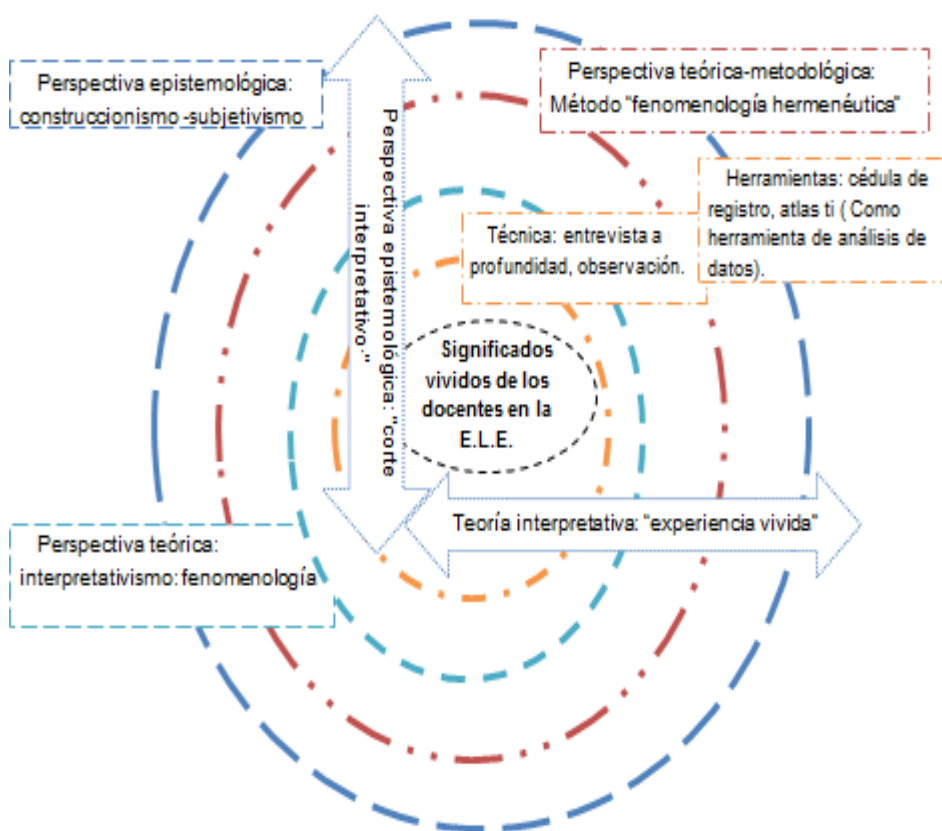 Perspectiva epistemológica:
construccionismo -subjetivismo
Perspectiva teórica-metodológica:
Método "fenomenología hermenéutica"
Herramientas: cédula de
registro, atlas ti ( Como
herramienta de análisis de
datos).
Técnica: entrevista a
profundidad, observación.
Perspectiva epistemológica: "corte
interpretativo."
Significados
vividos de los
docentes en la
E.L.E.
Teoría interpretativa: "experiencia vivida"
Perspectiva teórica:
interpretativismo: fenomenología